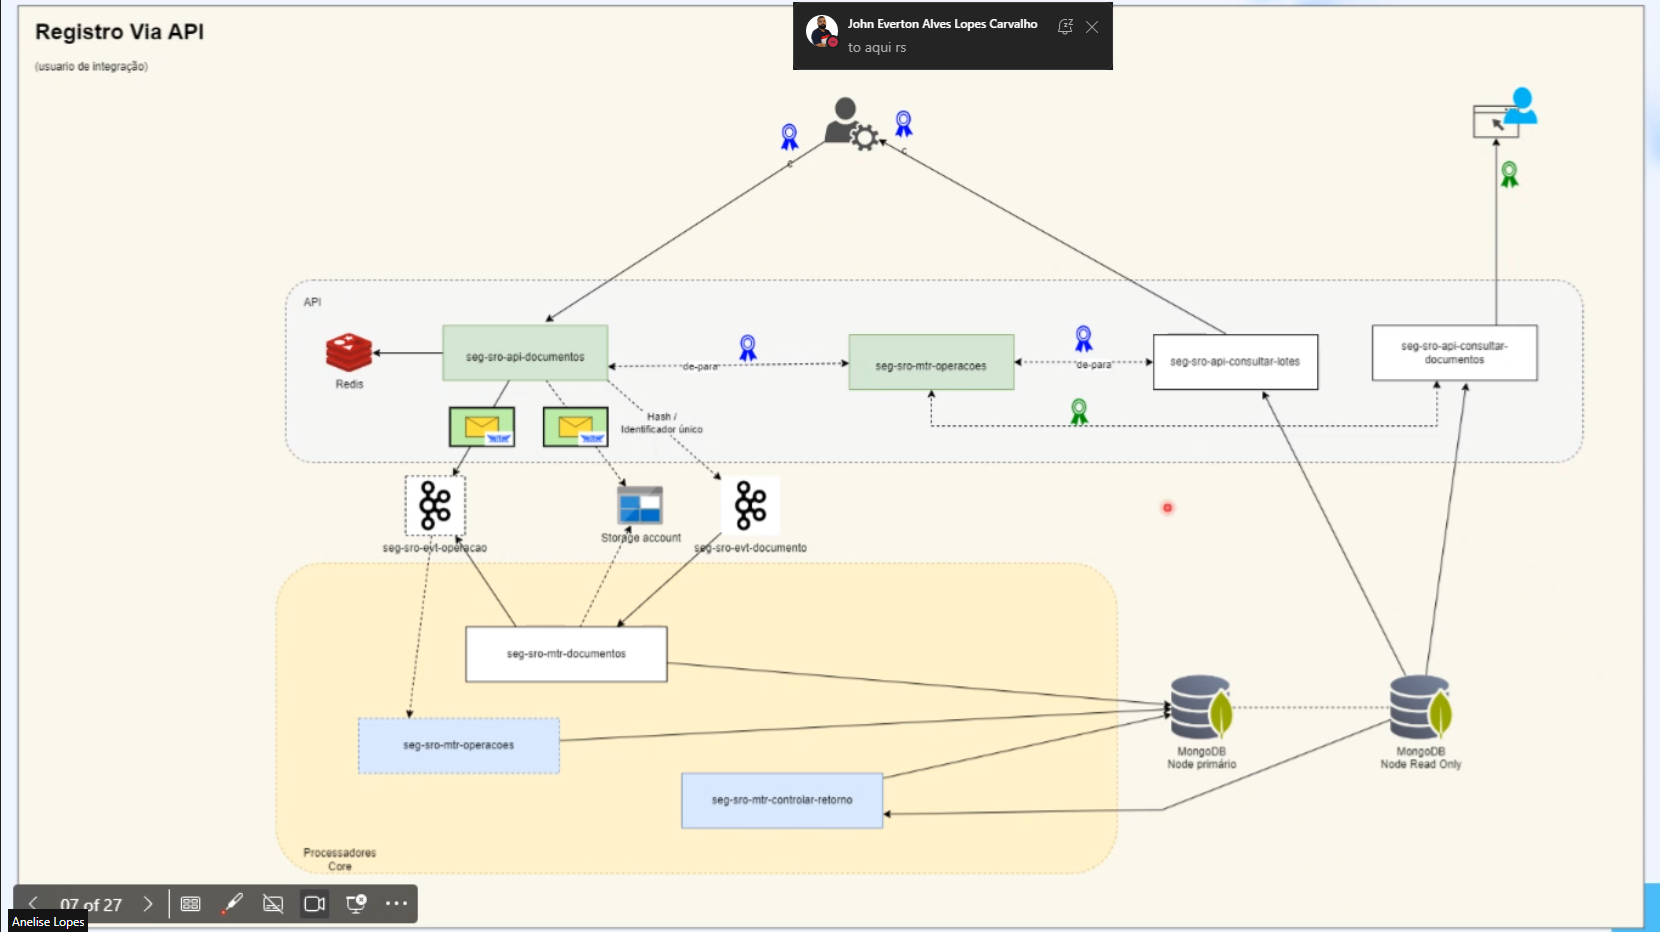 Registro Via API
(usuario de integração)
John Everton Alves Lopes Carvalho
to aqui rs
c
c
API
Redis
seg-sro-api-documentos
de-para
seg-sro-mtr-operacoes
de-para
seg-sro-api-consultar-lotes
seg-sro-api-consultar-
documentos
Hash /
Identificador único
seg-sro-evt-operacao
Storage account
seg-sro-evt-documento
seg-sro-mtr-documentos
seg-sro-mtr-operacoes
seg-sro-mtr-controlar-retorno
MongoDB
Node primário
MongoDB
Node Read Only
Processadores
Core
07 of 27
Anelise Lopes